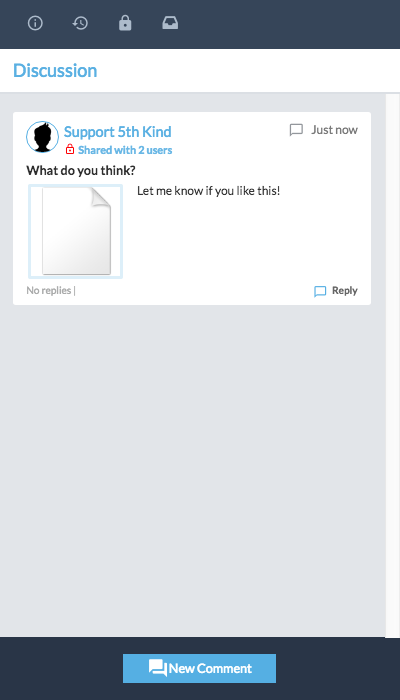 Discussion
Support 5th Kind
Just now
Shared with 2 users
What do you think?
Let me know if you like this!
No replies |
Reply
New Comment